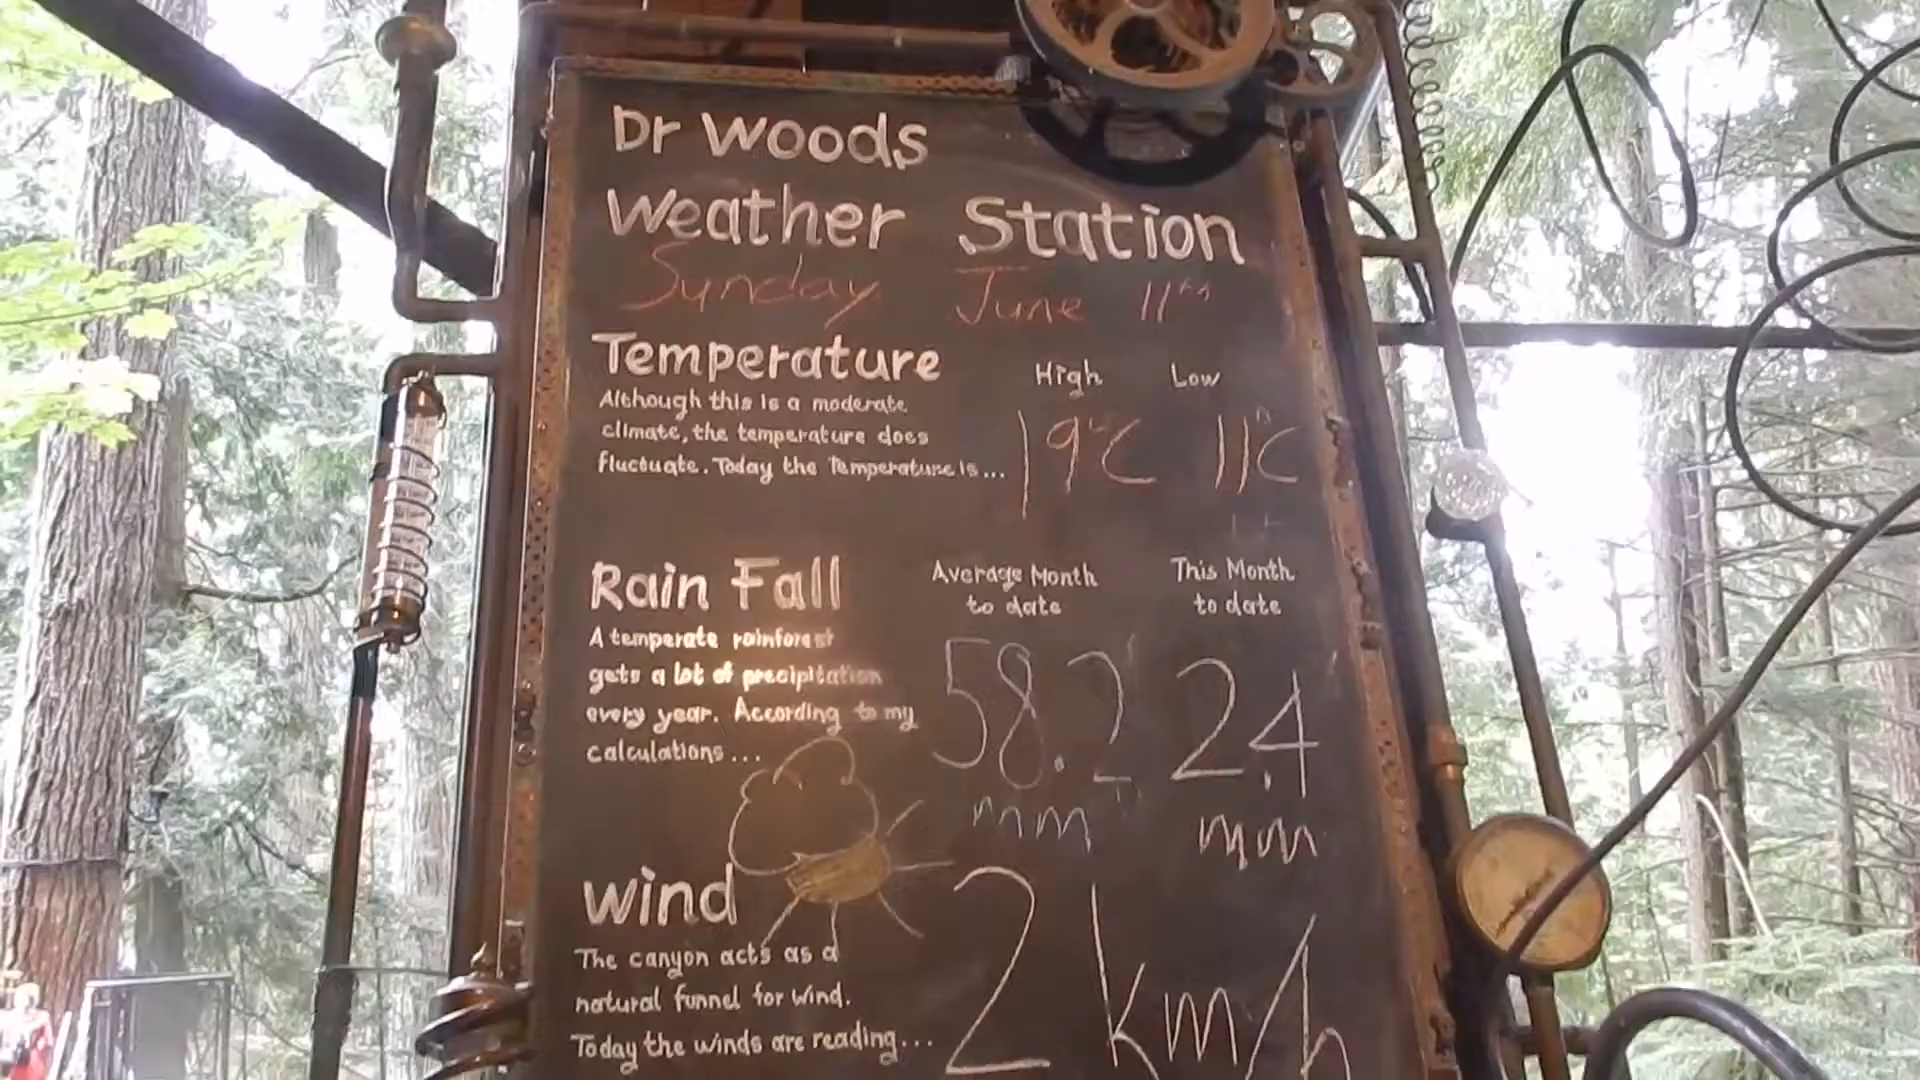 Dr Woods
Weather Station
Sunday June 11th
Temperature
High Low
Although this is a moderate
climate, the temperature does
fluctuate. Today the Temperature is...
19°C 11°C
Rain Fall
Average Month
to date
This Month
to date
A temperate rainforest
gets a lot of precipitation
every year. According to my
calculations...
58.2
mm
2.4
mm
Wind
The canyon acts as a
natural funnel for wind.
Today the winds are reading...
2 km/h